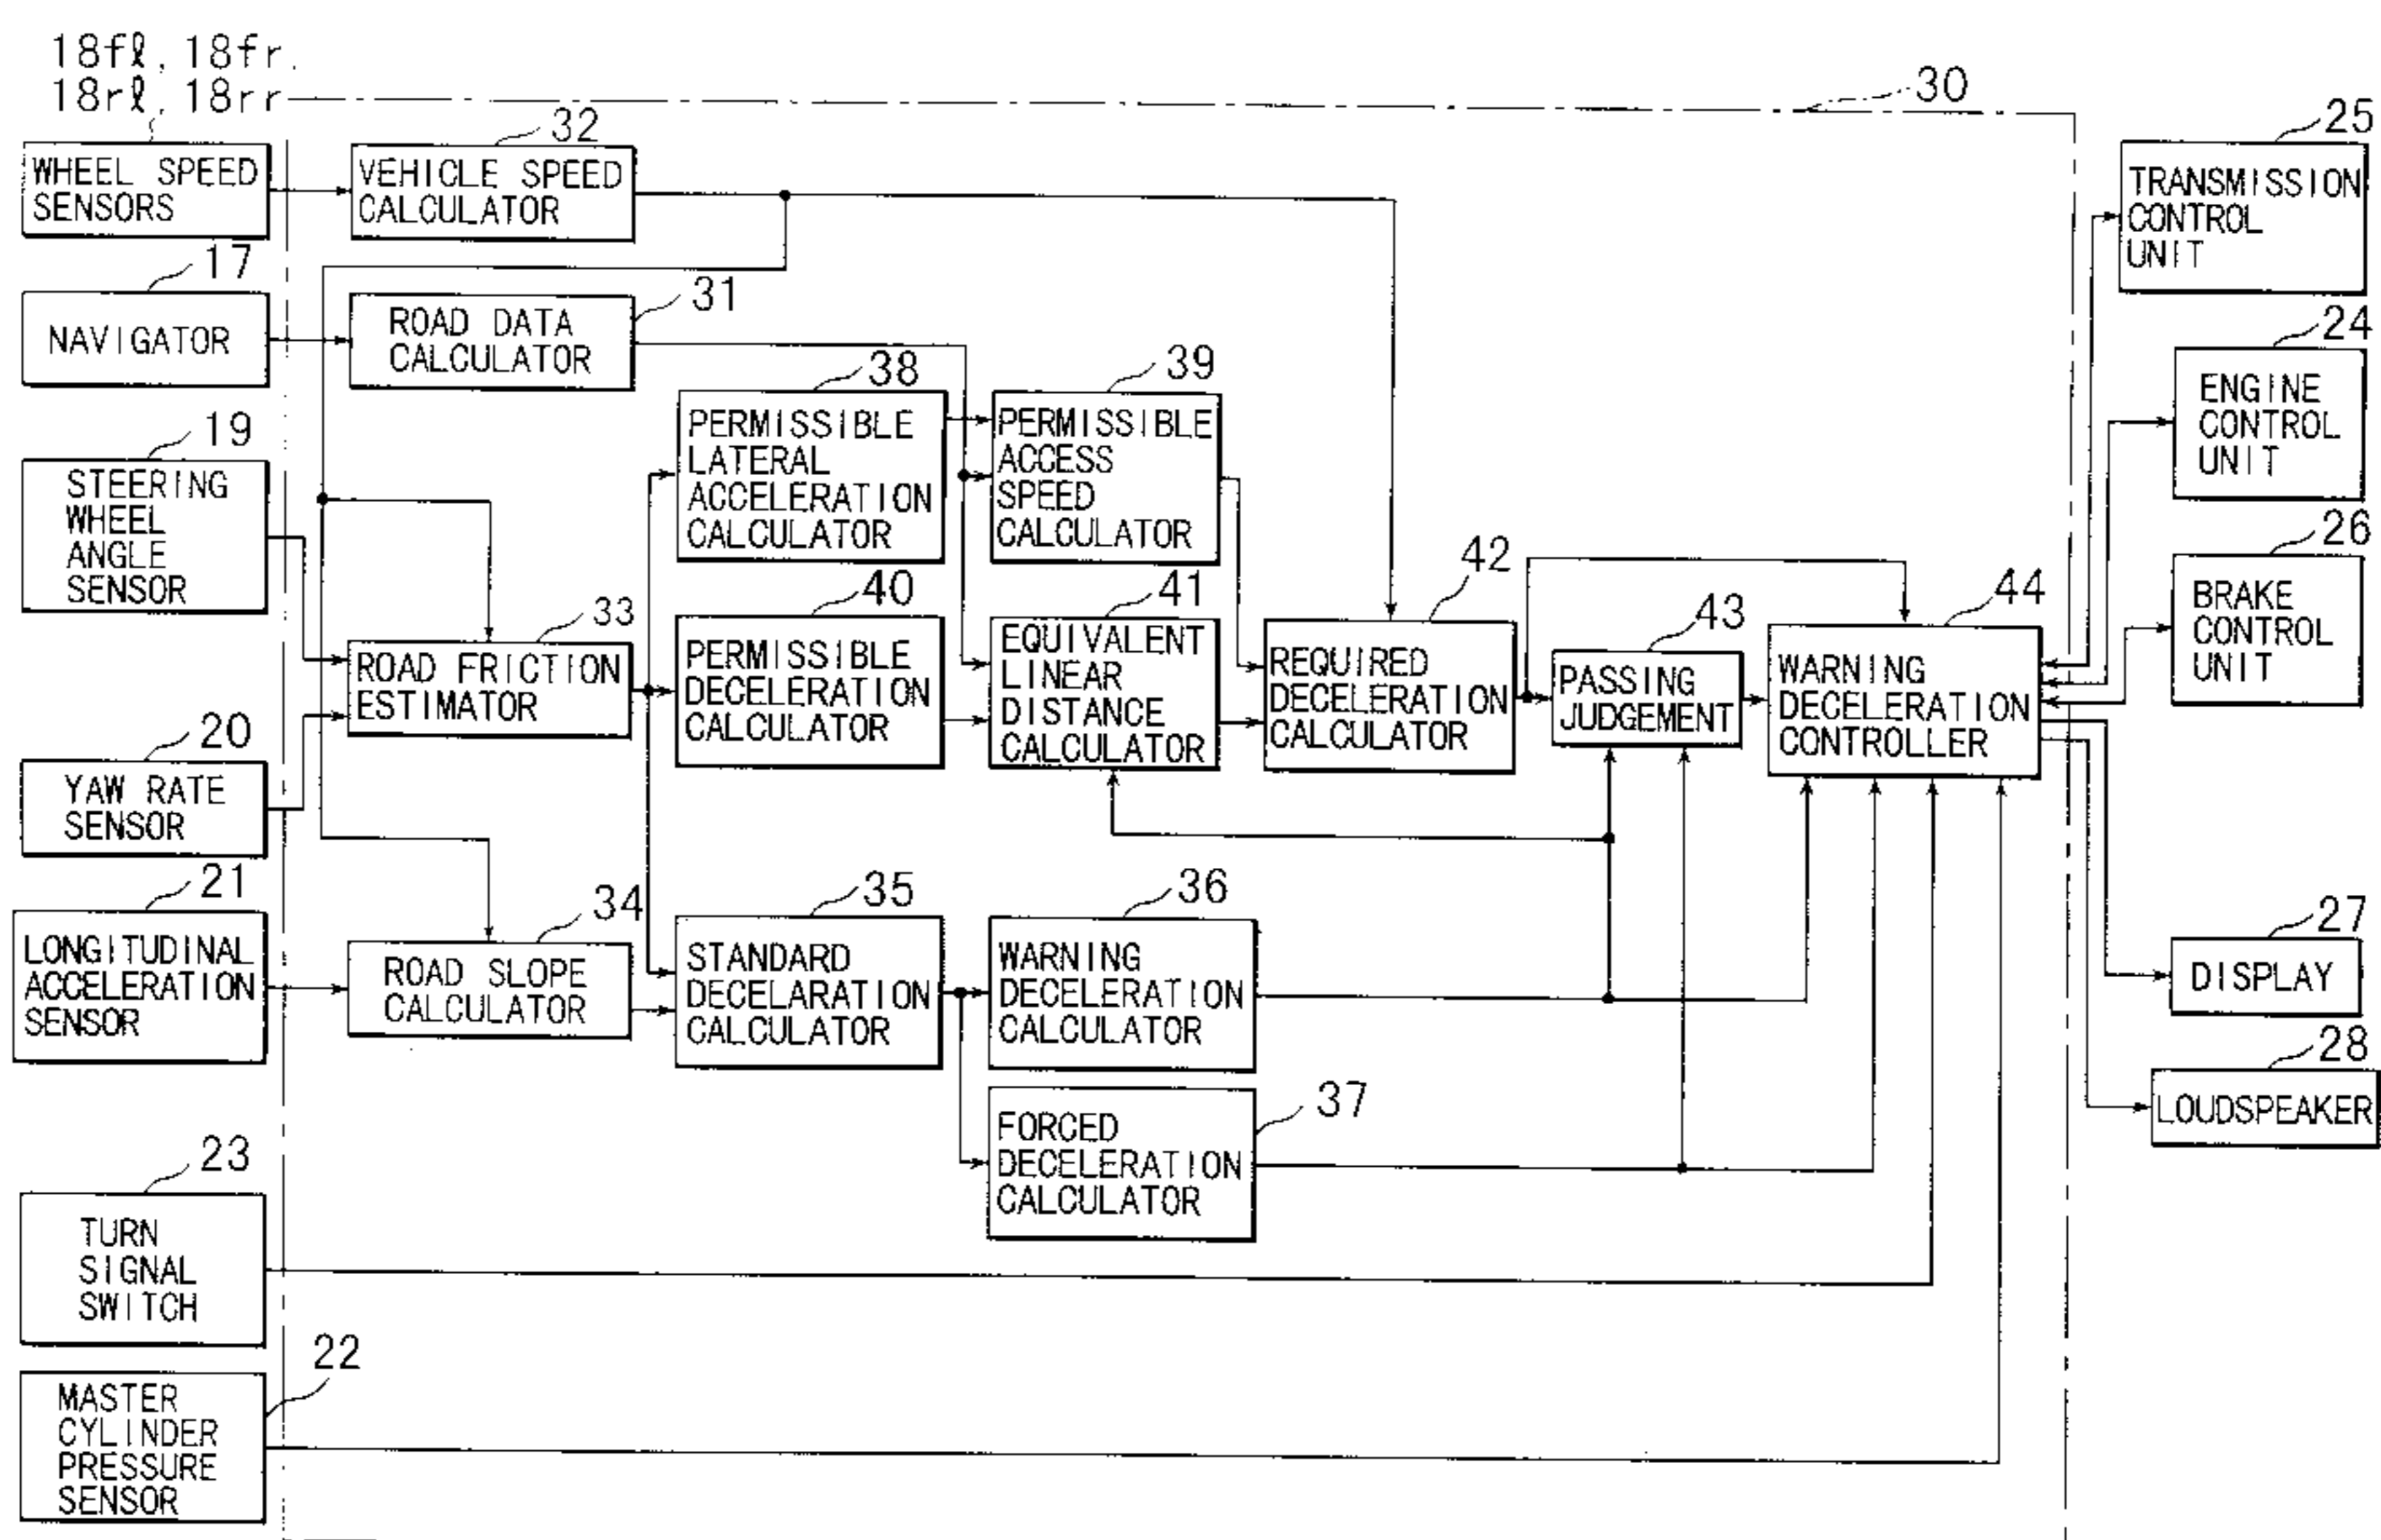 18fℓ, 18fr,
18rℓ, 18rr
30
WHEEL SPEED
SENSORS
32
VEHICLE SPEED
CALCULATOR
25
TRANSMISSION
CONTROL
UNIT
17
NAVIGATOR
31
ROAD DATA
CALCULATOR
24
ENGINE
CONTROL
UNIT
19
STEERING
WHEEL
ANGLE
SENSOR
38
PERMISSIBLE
LATERAL
ACCELERATION
CALCULATOR
39
PERMISSIBLE
ACCESS
SPEED
CALCULATOR
26
BRAKE
CONTROL
UNIT
33
ROAD FRICTION
ESTIMATOR
40
PERMISSIBLE
DECELERATION
CALCULATOR
41
EQUIVALENT
LINEAR
DISTANCE
CALCULATOR
42
REQUIRED
DECELERATION
CALCULATOR
43
PASSING
JUDGEMENT
44
WARNING
DECELERATION
CONTROLLER
20
YAW RATE
SENSOR
21
LONGITUDINAL
ACCELERATION
SENSOR
34
ROAD SLOPE
CALCULATOR
35
STANDARD
DECELARATION
CALCULATOR
36
WARNING
DECELERATION
CALCULATOR
27
DISPLAY
37
FORCED
DECELERATION
CALCULATOR
28
LOUDSPEAKER
23
TURN
SIGNAL
SWITCH
22
MASTER
CYLINDER
PRESSURE
SENSOR